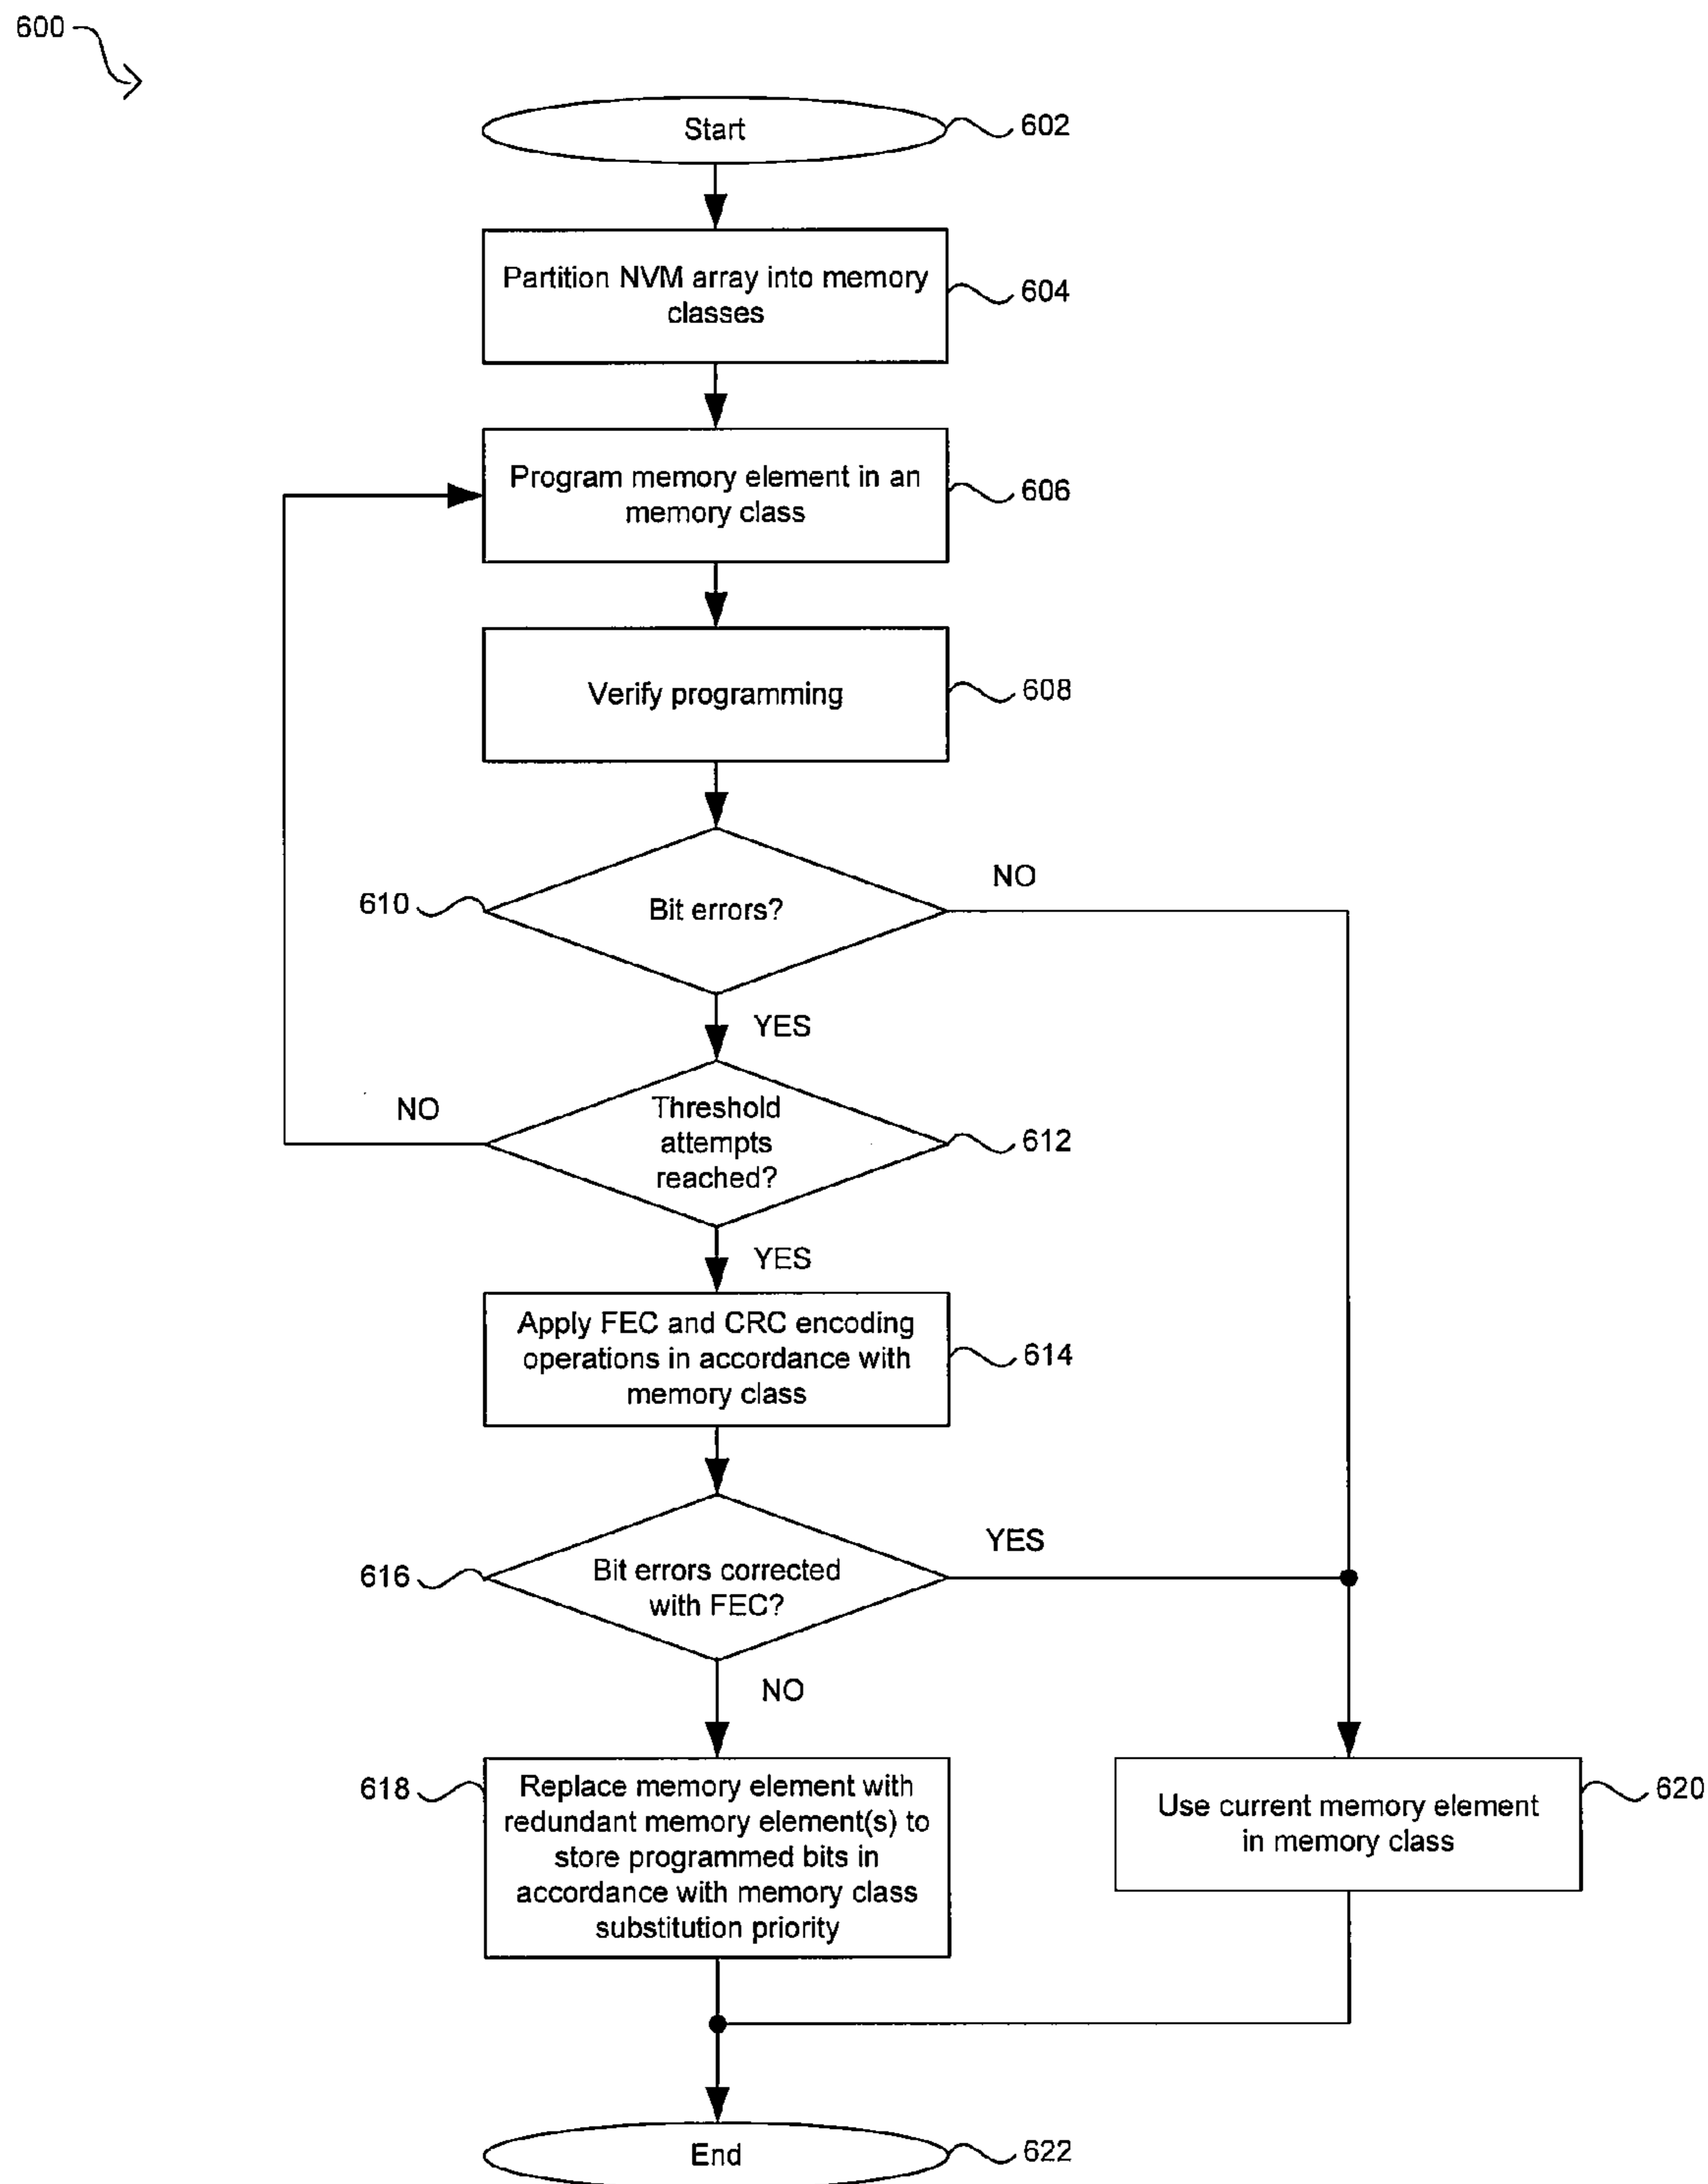 600
Start
602
Partition NVM array into memory
classes
604
Program memory element in an
memory class
606
Verify programming
608
610
Bit errors?
NO
YES
NO
Threshold
attempts
reached?
612
YES
Apply FEC and CRC encoding
operations in accordance with
memory class
614
616
Bit errors corrected
with FEC?
YES
NO
618
Replace memory element with
redundant memory element(s) to
store programmed bits in
accordance with memory class
substitution priority
Use current memory element
in memory class
620
End
622